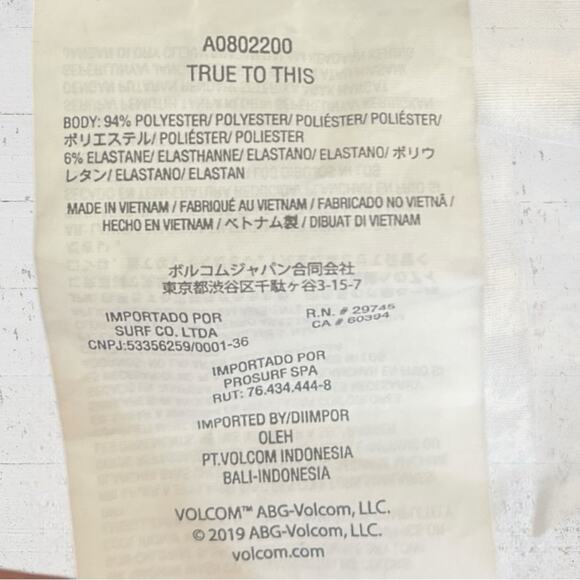 A0802200
TRUE TO THIS
BODY: 94% POLYESTER/ POLYESTER/ POLIÉSTER/ POLIÉSTER/
ポリエステル/ POLIÉSTER/ POLIESTER
6% ELASTANE/ ELASTHANNE/ ELASTANO/ ELASTANO/ ポリウ
レタン/ ELASTANO/ ELASTAN
MADE IN VIETNAM / FABRIQUÉ AU VIETNAM / FABRICADO NO VIETNÃ /
HECHO EN VIETNAM / ベトナム製 / DIBUAT DI VIETNAM
ボルコムジャパン合同会社
東京都渋谷区千駄ヶ谷3-15-7
IMPORTADO POR
SURF CO. LTDA
CNPJ:53356259/0001-36
R.N. # 29745
CA # 60394
IMPORTADO POR
PROSURF SPA
RUT: 76.434.444-8
IMPORTED BY/DIIMPOR
OLEH
PT.VOLCOM INDONESIA
BALI-INDONESIA
VOLCOM™ ABG-Volcom, LLC.
© 2019 ABG-Volcom, LLC.
volcom.com